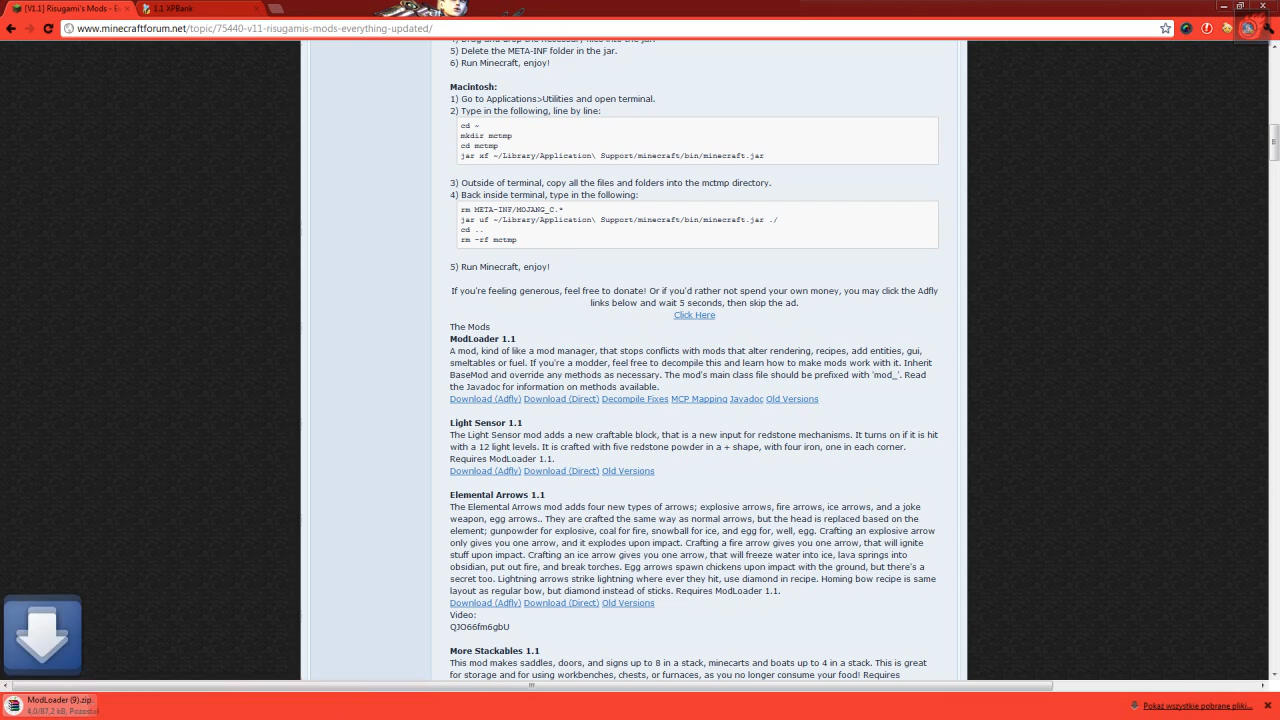 [V1.1] Risugami's Mods - E
1.1 XPBank
www.minecraftforum.net/topic/75440-v11-risugamis-mods-everything-updated/
5) Delete the META-INF folder in the jar.
6) Run Minecraft, enjoy!
Macintosh:
1) Go to Applications>Utilities and open terminal.
2) Type in the following, line by line:
cd ~
mkdir mctmp
cd mctmp
jar xf ~/Library/Application\ Support/minecraft/bin/minecraft.jar
3) Outside of terminal, copy all the files and folders into the mctmp directory.
4) Back inside terminal, type in the following:
rm META-INF/MOJANG_C.*
jar uf ~/Library/Application\ Support/minecraft/bin/minecraft.jar ./
cd ..
rm -rf mctmp
5) Run Minecraft, enjoy!
If you're feeling generous, feel free to donate! Or if you'd rather not spend your own money, you may click the Adfly
links below and wait 5 seconds, then skip the ad.
Click Here
The Mods
ModLoader 1.1
A mod, kind of like a mod manager, that stops conflicts with mods that alter rendering, recipes, add entities, gui,
smeltables or fuel. If you're a modder, feel free to decompile this and learn how to make mods work with it. Inherit
BaseMod and override any methods as necessary. The mod's main class file should be prefixed with 'mod_'. Read
the Javadoc for information on methods available.
Download (Adfly) Download (Direct) Decompile Fixes MCP Mapping Javadoc Old Versions
Light Sensor 1.1
The Light Sensor mod adds a new craftable block, that is a new input for redstone mechanisms. It turns on if it is hit
with a 12 light levels. It is crafted with five redstone powder in a + shape, with four iron, one in each corner.
Requires ModLoader 1.1.
Download (Adfly) Download (Direct) Old Versions
Elemental Arrows 1.1
The Elemental Arrows mod adds four new types of arrows; explosive arrows, fire arrows, ice arrows, and a joke
weapon, egg arrows.. They are crafted the same way as normal arrows, but the head is replaced based on the
element; gunpowder for explosive, coal for fire, snowball for ice, and egg for, well, egg. Crafting an explosive arrow
only gives you one arrow, and it explodes upon impact. Crafting a fire arrow gives you one arrow, that will ignite
stuff upon impact. Crafting an ice arrow gives you one arrow, that will freeze water into ice, lava springs into
obsidian, put out fire, and break torches. Egg arrows spawn chickens upon impact with the ground, but there's a
secret too. Lightning arrows strike lightning where ever they hit, use diamond in recipe. Homing bow recipe is same
layout as regular bow, but diamond instead of sticks. Requires ModLoader 1.1.
Download (Adfly) Download (Direct) Old Versions
Video:
QJO66fm6gbU
More Stackables 1.1
This mod makes saddles, doors, and signs up to 8 in a stack, minecarts and boats up to 4 in a stack. This is great
for storage and for using workbenches, chests, or furnaces, as you no longer consume your food! Requires
ModLoader (9).zip
4,0/87,2 kB, Pozostał
Pokaż wszystkie pobrane pliki...